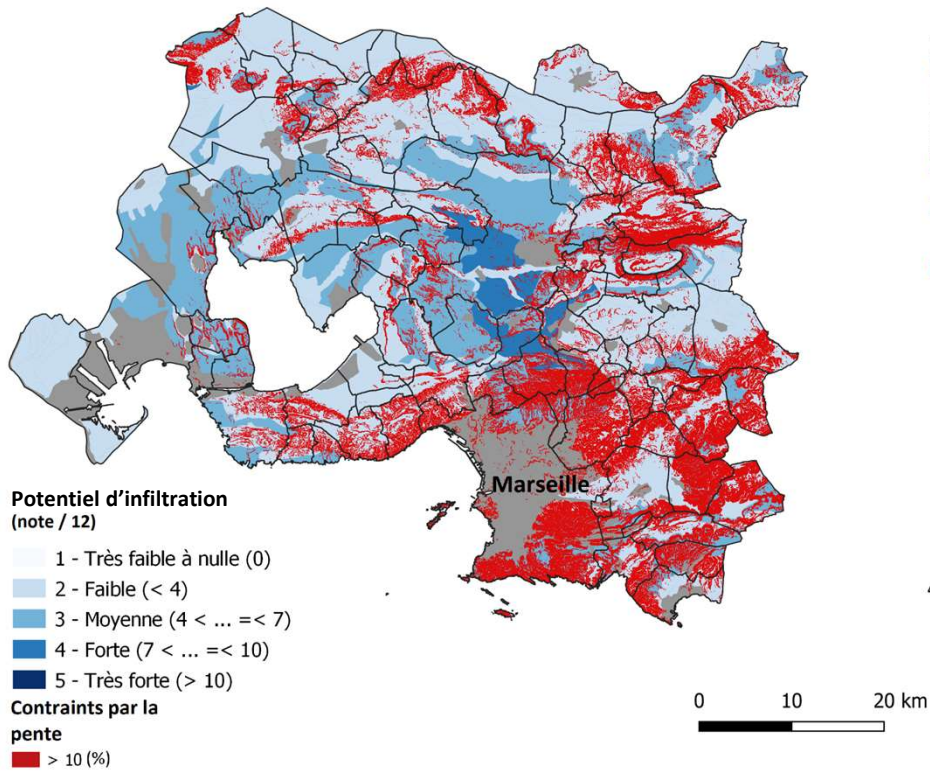 Marseille
Potentiel d’infiltration
(note / 12)
1 - Très faible à nulle (0)
2 - Faible (< 4)
3 - Moyenne (4 < ... =< 7)
4 - Forte (7 < ... =< 10)
5 - Très forte (> 10)
Contraints par la
pente
> 10 (%)
0 10 20 km